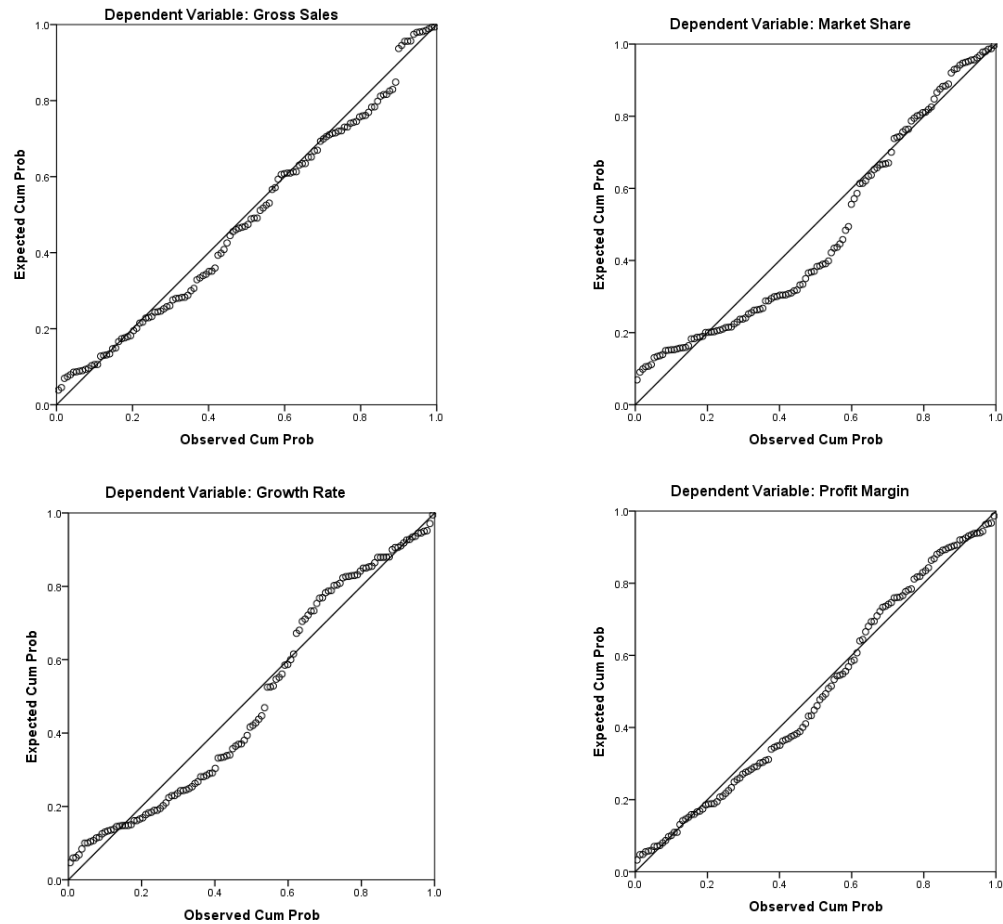 Dependent Variable: Gross Sales
1.0
0.8
0.6
0.4
0.2
0.0
Expected Cum Prob
0.0 0.2 0.4 0.6 0.8 1.0
Observed Cum Prob
Dependent Variable: Market Share
1.0
0.8
0.6
0.4
0.2
0.0
Expected Cum Prob
0.0 0.2 0.4 0.6 0.8 1.0
Observed Cum Prob
Dependent Variable: Growth Rate
1.0
0.8
0.6
0.4
0.2
0.0
Expected Cum Prob
0.0 0.2 0.4 0.6 0.8 1.0
Observed Cum Prob
Dependent Variable: Profit Margin
1.0
0.8
0.6
0.4
0.2
0.0
Expected Cum Prob
0.0 0.2 0.4 0.6 0.8 1.0
Observed Cum Prob